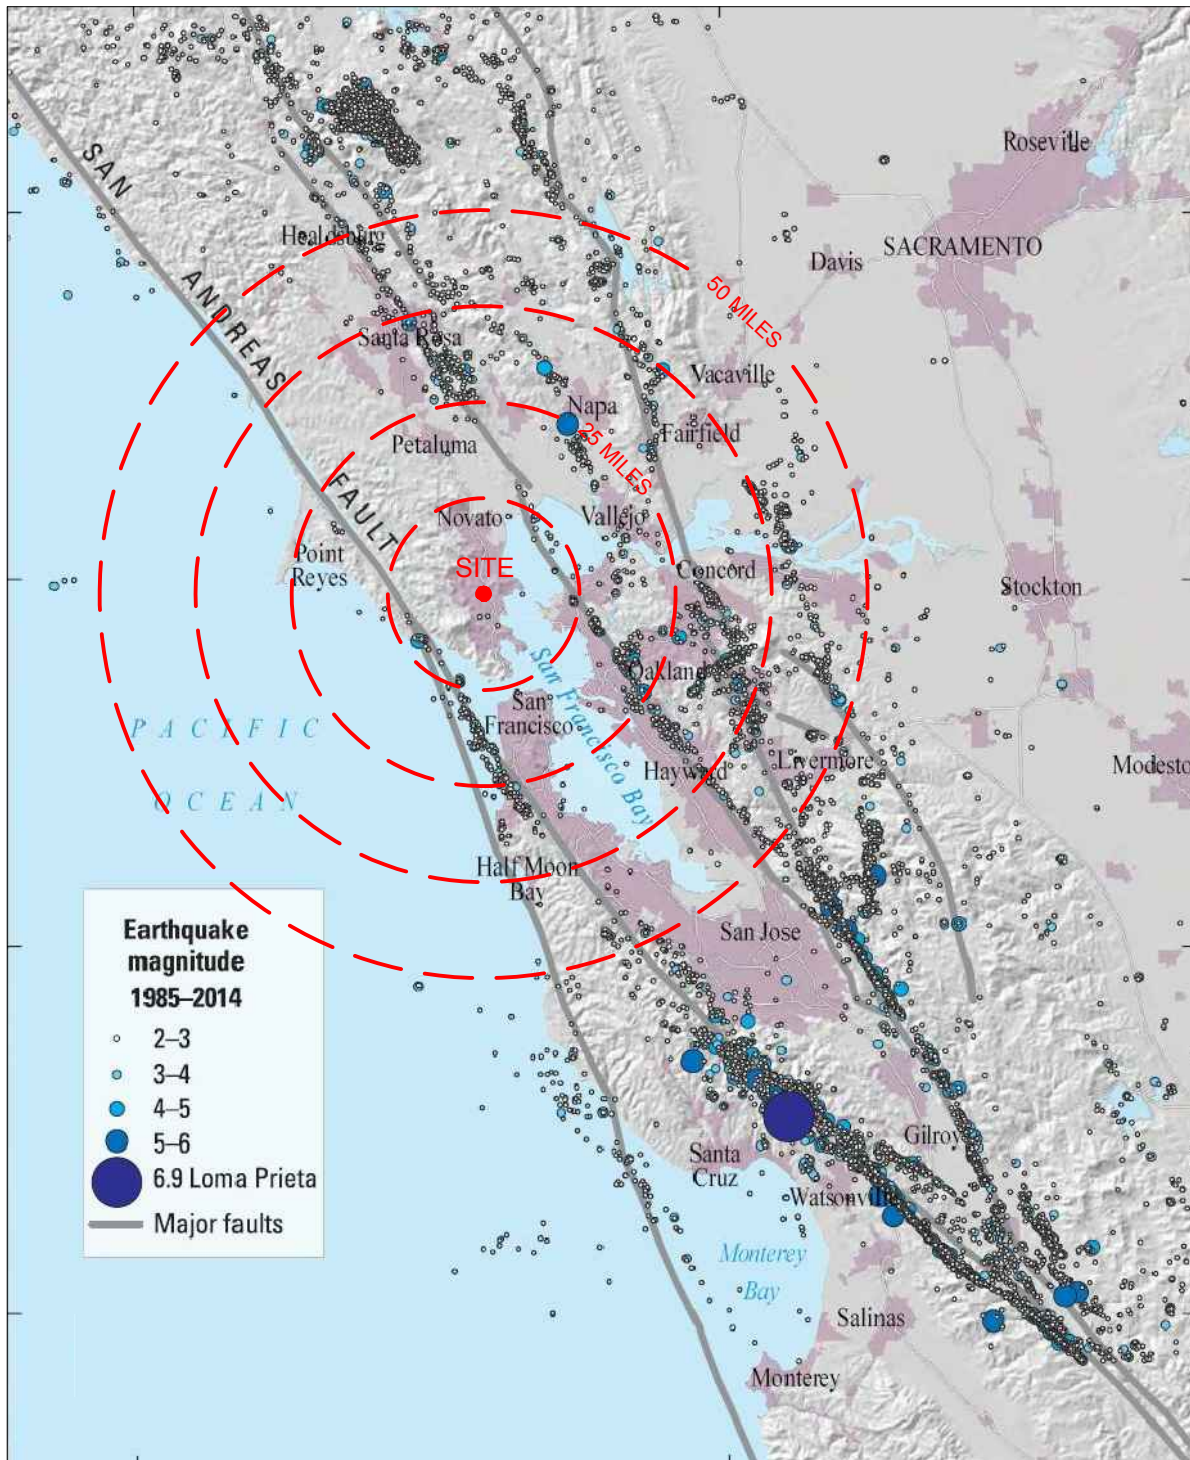 Roseville
SAN
Healdsburg
SACRAMENTO
Davis
ANDREAS
50 MILES
Santa Rosa
Vacaville
Napa
Fairfield
25 MILES
Petaluma
FAULT
Novato
Vallejo
Point
Reyes
SITE
Concord
Stockton
San Francisco Bay
Oakland
San
Francisco
PACIFIC
OCEAN
Hayward
Livermore
Modesto
Half Moon
Bay
San Jose
Earthquake
magnitude
1985–2014
2–3
3–4
4–5
5–6
6.9 Loma Prieta
Major faults
Gilroy
Santa
Cruz
Watsonville
Monterey
Bay
Salinas
Monterey